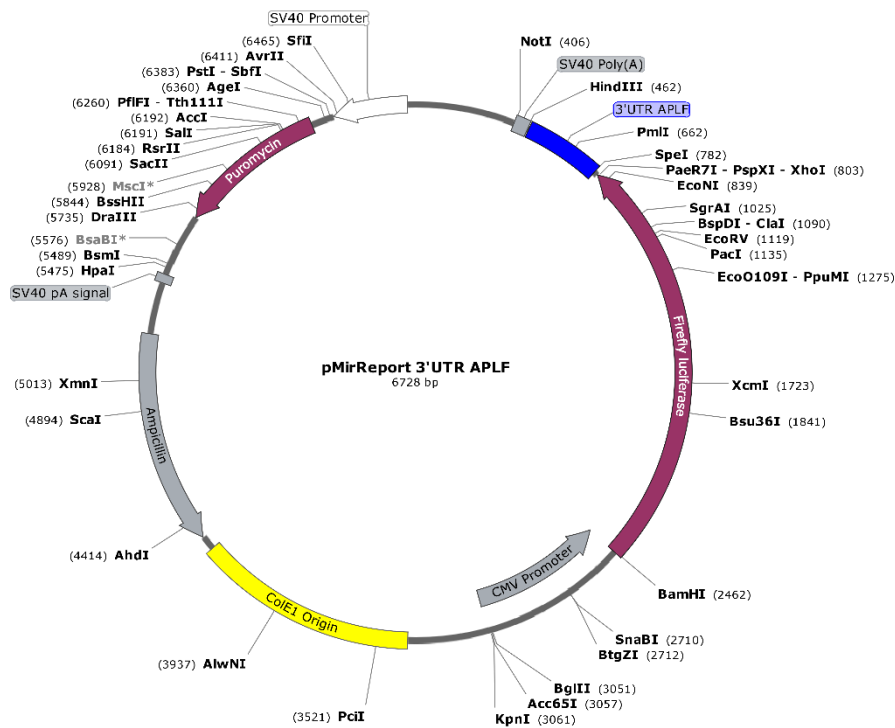 SV40 Promoter
(6465) SfiI
(6411) AvrII
(6383) PstI - SbfI
(6360) AgeI
(6260) PflFI - Tth111I
(6192) AccI
(6191) SalI
(6184) RsrII
(6091) SacII
(5928) MscI*
(5844) BssHII
(5735) DraIII
(5576) BsaBI*
(5489) BsmI
(5475) HpaI
SV40 pA signal
(5013) XmnI
(4894) ScaI
(4414) AhdI
(3937) AlwNI
(3521) PciI
Puromycin
Ampicillin
ColE1 Origin
pMirReport 3'UTR APLF
6728 bp
CMV Promoter
Firefly luciferase
NotI (406)
SV40 Poly(A)
HindIII (462)
3'UTR APLF
PmlI (662)
SpeI (782)
PaeR7I - PspXI - XhoI (803)
EcoNI (839)
SgrAI (1025)
BspDI - ClaI (1090)
EcoRV (1119)
PacI (1135)
EcoO109I - PpuMI (1275)
XcmI (1723)
Bsu36I (1841)
BamHI (2462)
SnaBI (2710)
BtgZI (2712)
BglII (3051)
Acc65I (3057)
KpnI (3061)